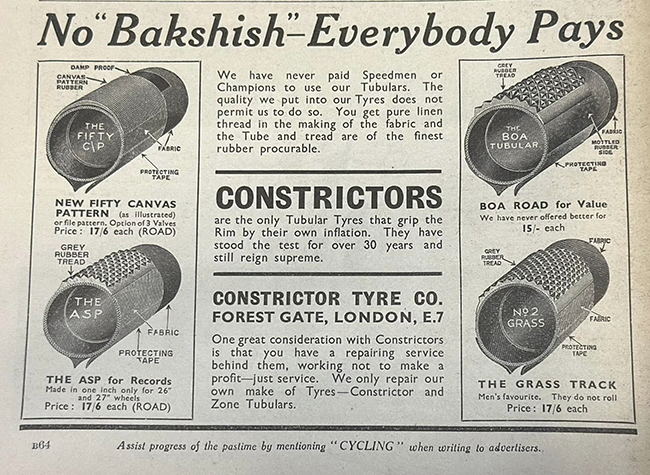 No "Bakshish"—Everybody Pays
DAMP PROOF
CANVAS
PATTERN
RUBBER
THE
FIFTY
C\P
FABRIC
PROTECTING
TAPE
NEW FIFTY CANVAS
PATTERN (as illustrated)
or file pattern. Option of 3 Valves
Price : 17/6 each (ROAD)
GREY
RUBBER
TREAD
THE
ASP
FABRIC
PROTECTING
TAPE
THE ASP for Records
Made in one inch only for 26"
and 27" wheels
Price : 17/6 each (ROAD)
We have never paid Speedmen or
Champions to use our Tubulars. The
quality we put into our Tyres does not
permit us to do so. You get pure linen
thread in the making of the fabric and
the Tube and tread are of the finest
rubber procurable.
CONSTRICTORS
are the only Tubular Tyres that grip the
Rim by their own inflation. They have
stood the test for over 30 years and
still reign supreme.
CONSTRICTOR TYRE CO.
FOREST GATE, LONDON, E.7
One great consideration with Constrictors
is that you have a repairing service
behind them, working not to make a
profit—just service. We only repair our
own make of Tyres—Constrictor and
Zone Tubulars.
GREY
RUBBER
TREAD
THE
BOA
TUBULAR
FABRIC
MOTTLED
RUBBER
SIDE
PROTECTING
TAPE
BOA ROAD for Value
We have never offered better for
15/- each
FABRIC
GREY
RUBBER
TREAD
No 2
GRASS
FABRIC
PROTECTING
TAPE
THE GRASS TRACK
Men's favourite. They do not roll
Price : 17/6 each
B64
Assist progress of the pastime by mentioning "CYCLING" when writing to advertisers.